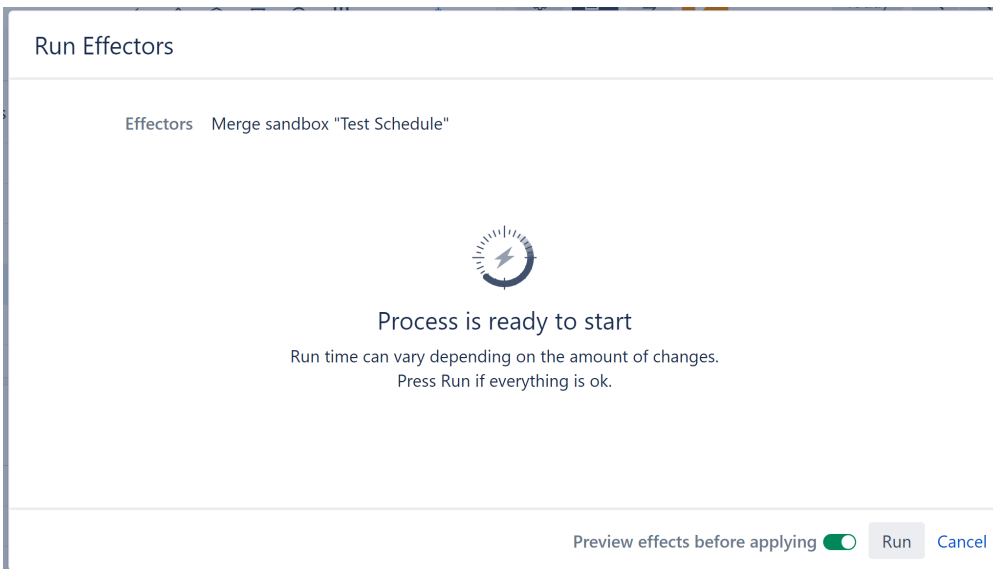 Run Effectors
Effectors Merge sandbox "Test Schedule"
Process is ready to start
Run time can vary depending on the amount of changes.
Press Run if everything is ok.
Preview effects before applying Run Cancel